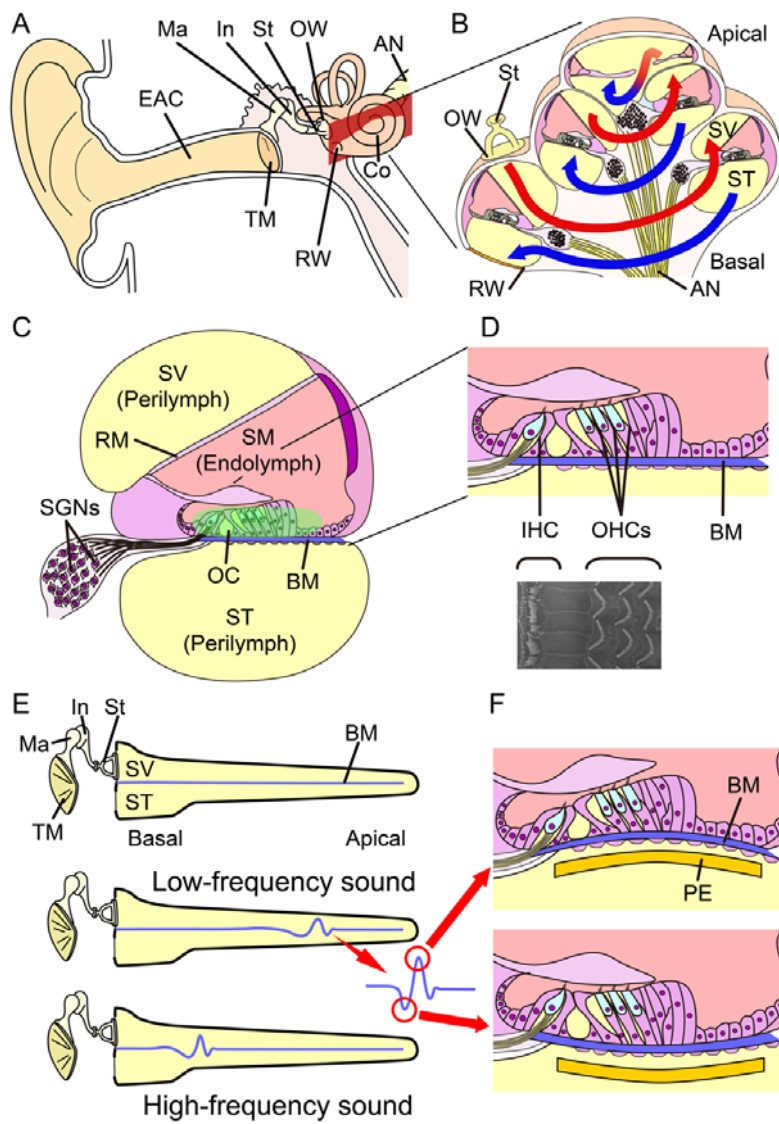 A
Ma
In
St
OW
AN
EAC
TM
RW
Co
B
Apical
St
OW
SV
ST
Basal
RW
AN
C
SV
(Perilymph)
RM
SM
(Endolymph)
SGNs
OC
BM
ST
(Perilymph)
D
IHC
OHCs
BM
E
In
St
Ma
BM
SV
ST
TM
Basal
Apical
Low-frequency sound
High-frequency sound
F
BM
PE